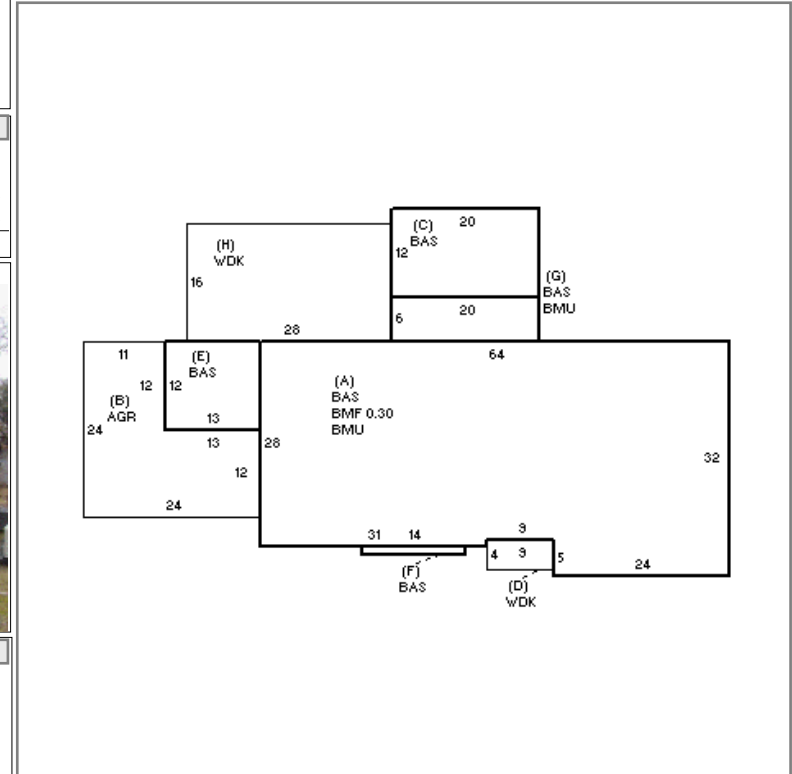 20
(C)
BAS
12
(H)
WDK
16
(G)
BAS
BMU
6
20
28
64
11
(E)
BAS
12
12
(B)
AGR
24
13
13
12
24
(A)
BAS
BMF 0.30
BMU
28
32
31
14
9
4
9
5
24
(F)
BAS
(D)
WDK